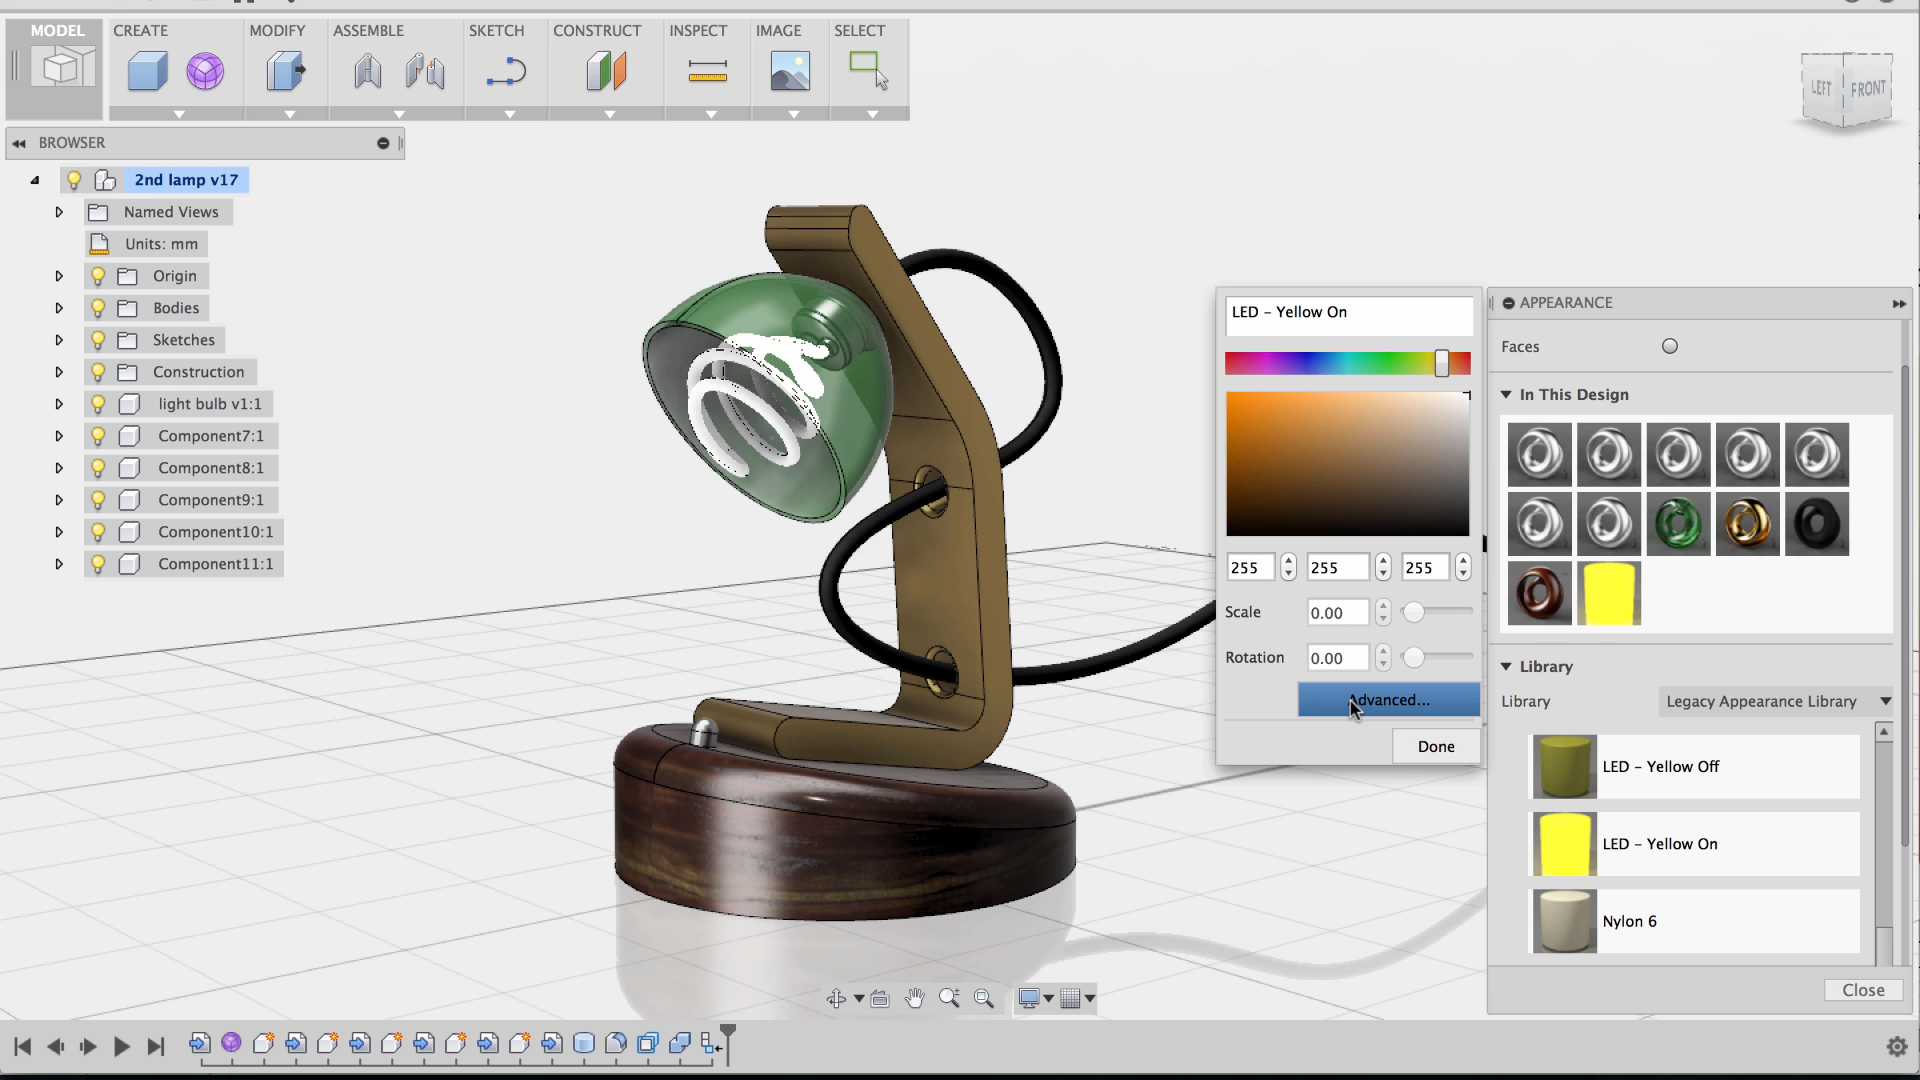 MODEL
CREATE
MODIFY
ASSEMBLE
SKETCH
CONSTRUCT
INSPECT
IMAGE
SELECT
LEFT
FRONT
BROWSER
2nd lamp v17
Named Views
Units: mm
Origin
Bodies
Sketches
Construction
light bulb v1:1
Component7:1
Component8:1
Component9:1
Component10:1
Component11:1
LED - Yellow On
255
255
255
Scale
0.00
Rotation
0.00
Advanced...
Done
APPEARANCE
Faces
In This Design
Library
Library
Legacy Appearance Library
LED - Yellow Off
LED - Yellow On
Nylon 6
Close